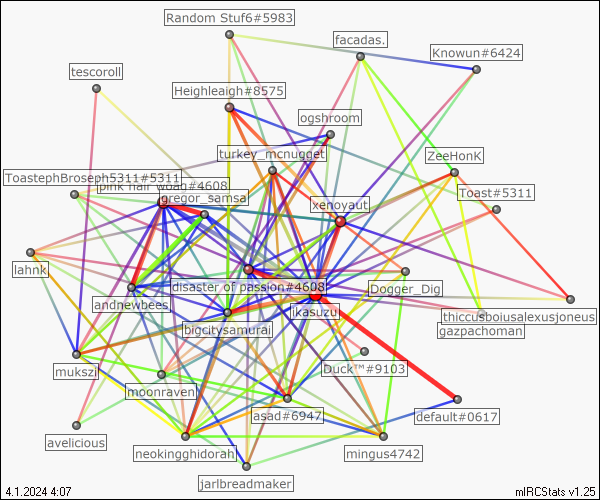 Random Stuf6#5983
facadas.
Knowun#6424
tescoroll
Heighleaigh#8575
ogshroom
turkey_mcnugget
ZeeHonK
ToastephBroseph5311#5311
pink hair woag#4608
gregor_samsa
xenoyaut
Toast#5311
lahnk
disaster of passion#4608
Dogger_Dig
andnewbees
ikasuzu
thiccusboiusalexusjoneus
bigcitysamurai
gazpachoman
mukszi
Duck™#9103
moonraven
asad#6947
default#0617
avelicious
neokingghidorah
mingus4742
jarlbreadmaker
4.1.2024 4:07
mIRCStats v1.25